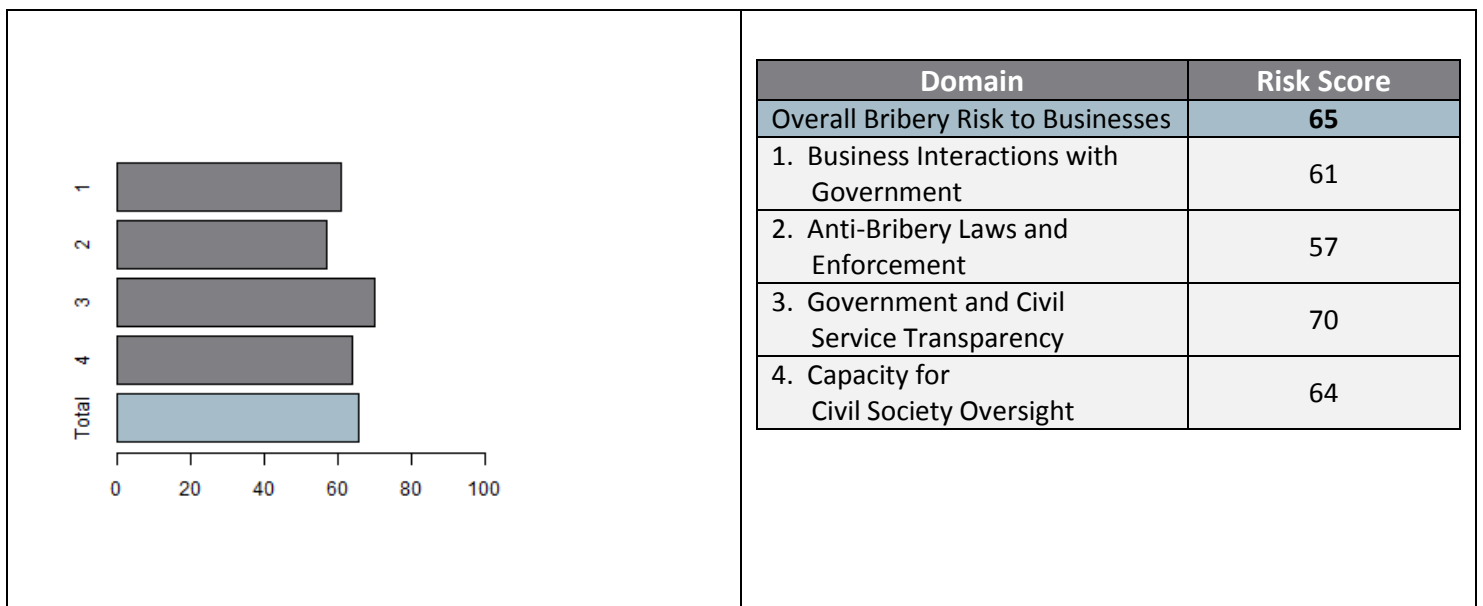 1
2
3
4
Total
0 20 40 60 80 100
Domain Risk Score
Overall Bribery Risk to Businesses 65
1. Business Interactions with
Government 61
2. Anti-Bribery Laws and
Enforcement 57
3. Government and Civil
Service Transparency 70
4. Capacity for
Civil Society Oversight 64